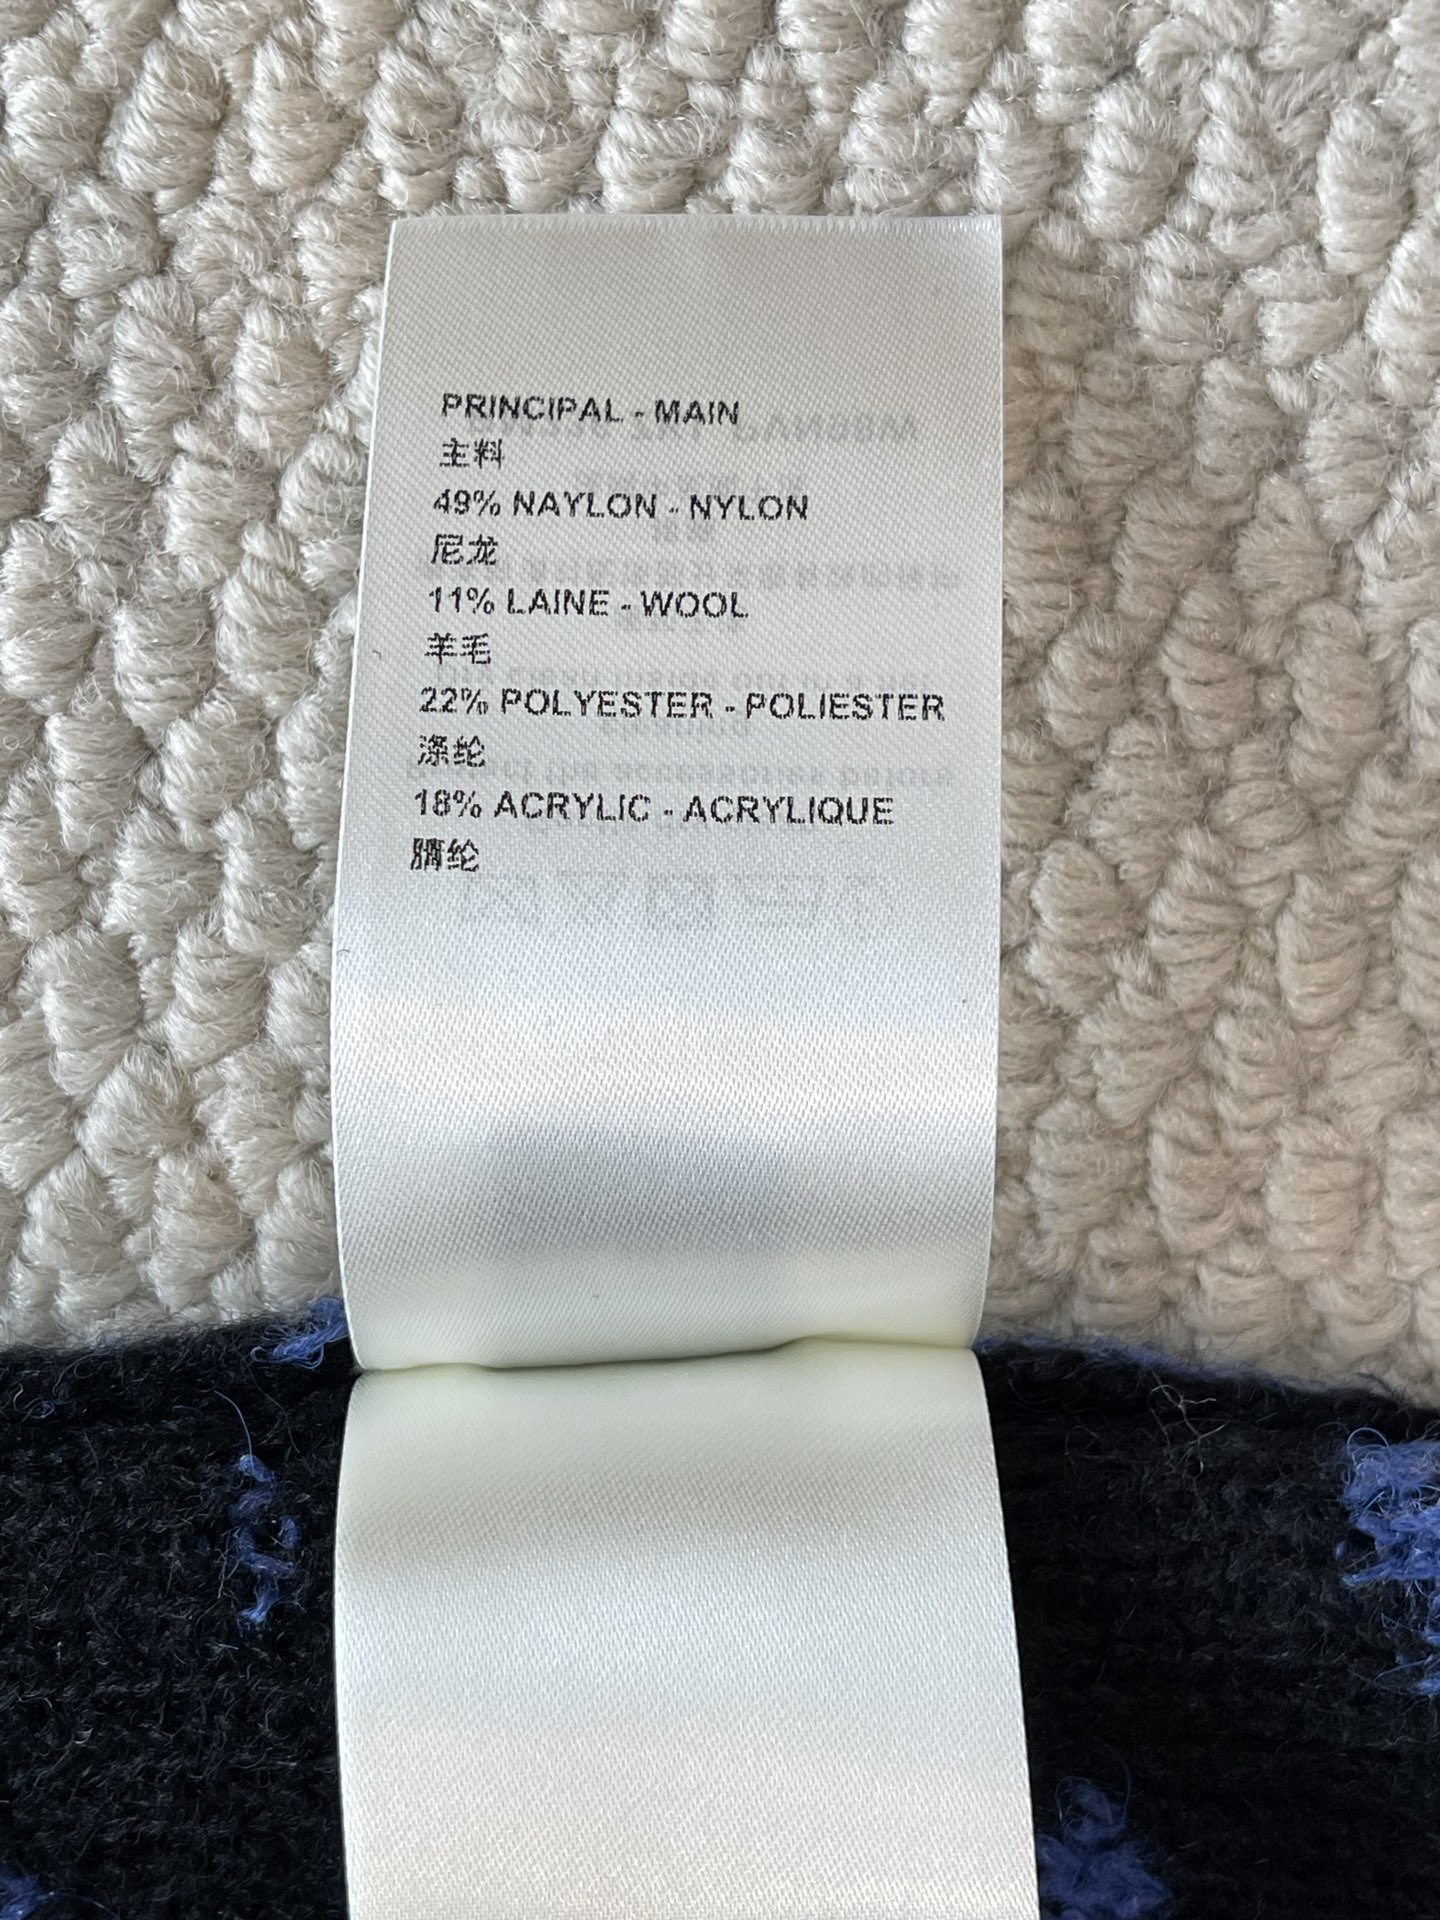 PRINCIPAL - MAIN
主料
49% NAYLON - NYLON
尼龙
11% LAINE - WOOL
羊毛
22% POLYESTER - POLIESTER
涤纶
18% ACRYLIC - ACRYLIQUE
腈纶